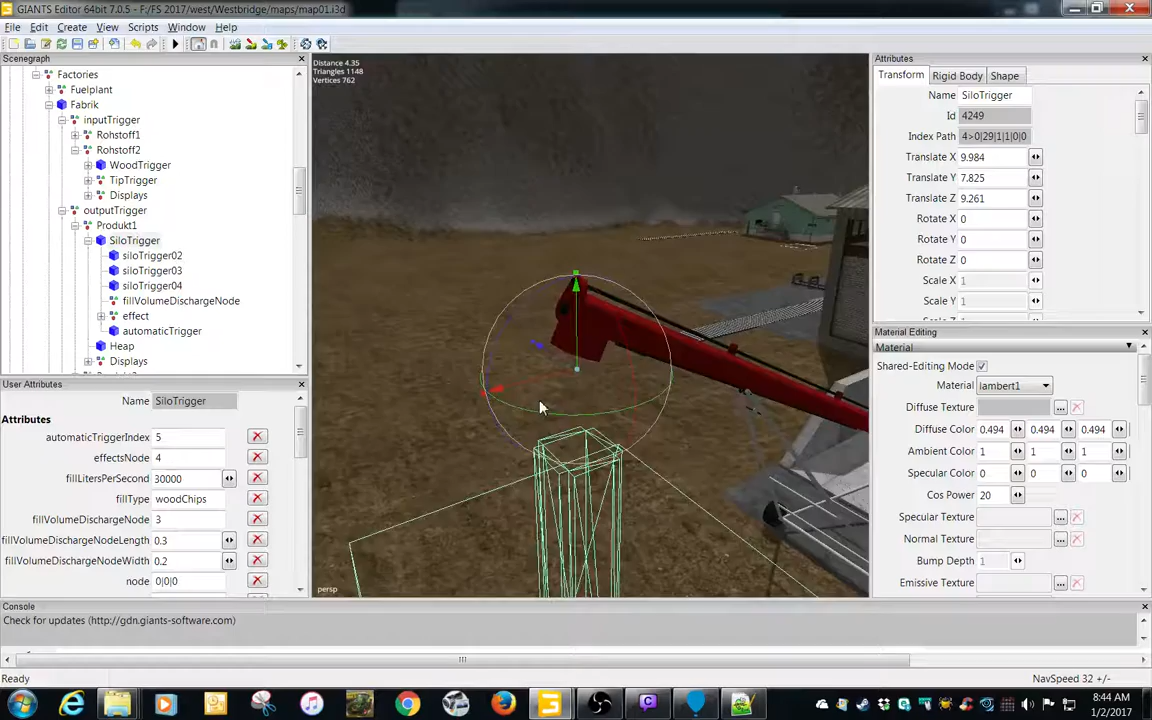 GIANTS Editor 64bit 7.0.5 - F:/FS 2017/west/Westbridge/maps/map01.i3d
File Edit Create View Scripts Window Help
Scenegraph
Factories
Fuelplant
Fabrik
inputTrigger
Rohstoff1
Rohstoff2
WoodTrigger
TipTrigger
Displays
outputTrigger
Produkt1
SiloTrigger
siloTrigger02
siloTrigger03
siloTrigger04
fillVolumeDischargeNode
effect
automaticTrigger
Heap
Displays
User Attributes
Name SiloTrigger
Attributes
automaticTriggerIndex 5
effectsNode 4
fillLitersPerSecond 30000
fillType woodChips
fillVolumeDischargeNode 3
fillVolumeDischargeNodeLength 0.3
fillVolumeDischargeNodeWidth 0.2
node 0|0|0
Distance 4.35
Triangles 1148
Vertices 762
persp
Attributes
Transform Rigid Body Shape
Name SiloTrigger
Id 4249
Index Path 4>0|29|1|1|0|0
Translate X 9.984
Translate Y 7.825
Translate Z 9.261
Rotate X 0
Rotate Y 0
Rotate Z 0
Scale X 1
Scale Y 1
Material Editing
Material
Shared-Editing Mode
Material lambert1
Diffuse Texture ...
Diffuse Color 0.494 0.494 0.494
Ambient Color 1 1 1
Specular Color 0 0 0
Cos Power 20
Specular Texture ...
Normal Texture ...
Bump Depth 1
Emissive Texture ...
Console
Check for updates (http://gdn.giants-software.com)
Ready
NavSpeed 32 +/-
8:44 AM
1/2/2017